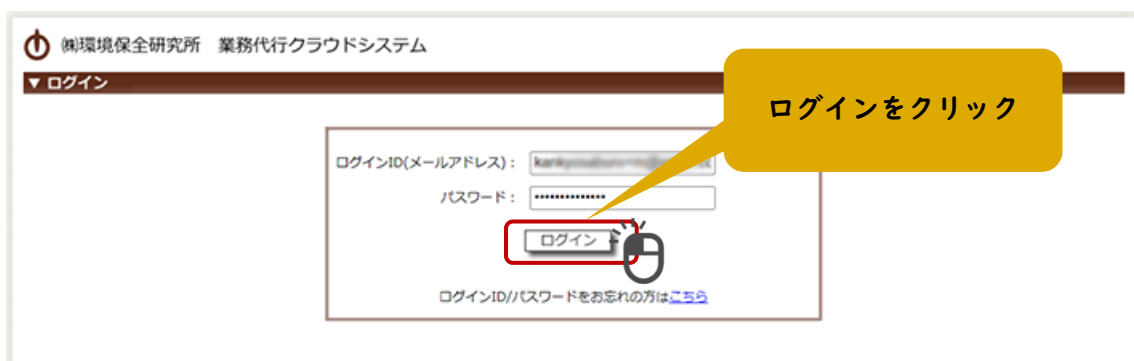 ㈱環境保全研究所 業務代行クラウドシステム
▼ ログイン
ログインをクリック
ログインID(メールアドレス)：
パスワード： ••••••••••••••
ログイン
ログインID/パスワードをお忘れの方はこちら